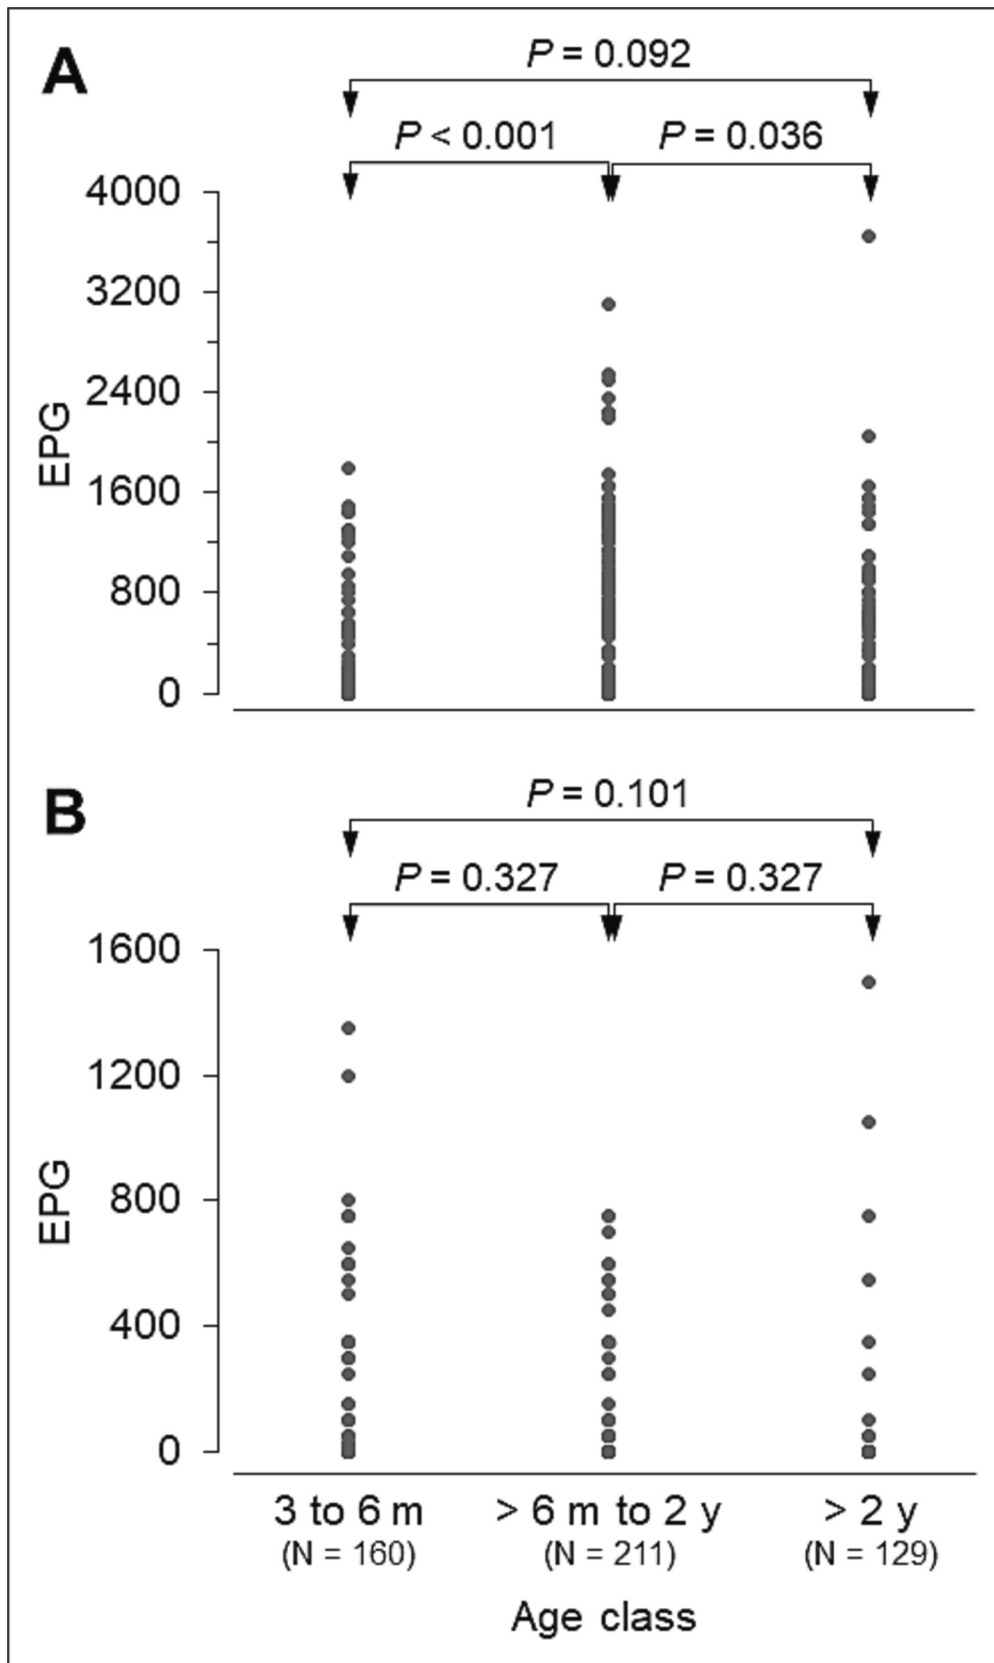 A
P = 0.092
P < 0.001
P = 0.036
4000
3200
2400
1600
800
0
EPG
B
P = 0.101
P = 0.327
P = 0.327
1600
1200
800
400
0
EPG
3 to 6 m
> 6 m to 2 y
> 2 y
(N = 160)
(N = 211)
(N = 129)
Age class